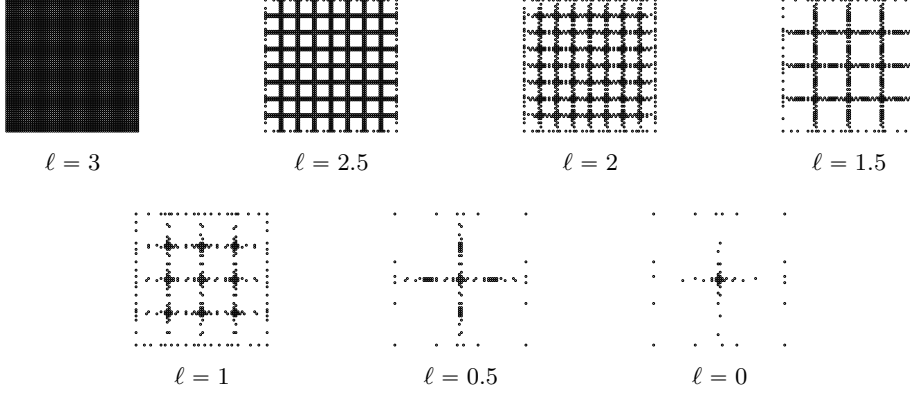 ℓ = 3
ℓ = 2.5
ℓ = 2
ℓ = 1.5
ℓ = 1
ℓ = 0.5
ℓ = 0